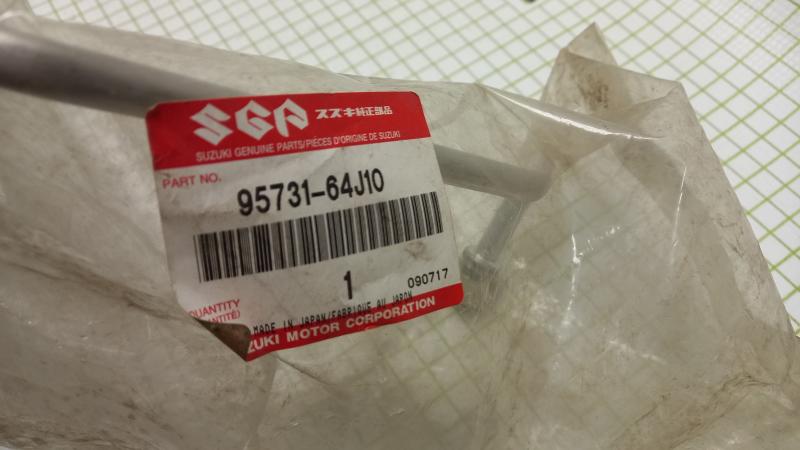 SGP スズキ純正部品
SUZUKI GENUINE PARTS/PIÈCES D'ORIGINE DE SUZUKI
PART NO.
95731-64J10
1
090717
QUANTITY
MADE IN JAPAN/FABRIQUE AU JAPON
ZUKI MOTOR CORPORATION